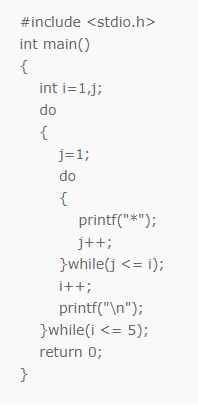 #include <stdio.h>
int main()
{
    int i=1,j;
    do
    {
        j=1;
        do
        {
            printf("*");
            j++;
        }while(j <= i);
        i++;
        printf("\n");
    }while(i <= 5);
    return 0;
}